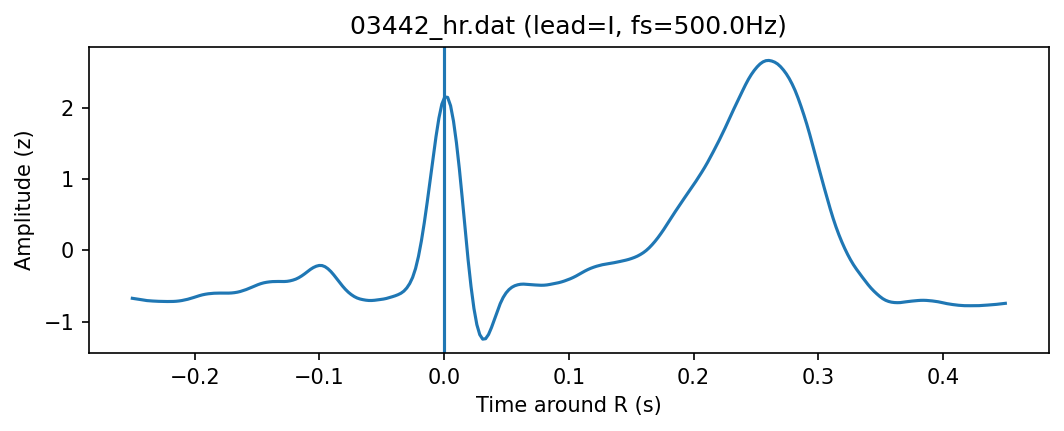 03442_hr.dat (lead=I, fs=500.0Hz)
Amplitude (z)
2
1
0
−1
−0.2 −0.1 0.0 0.1 0.2 0.3 0.4
Time around R (s)